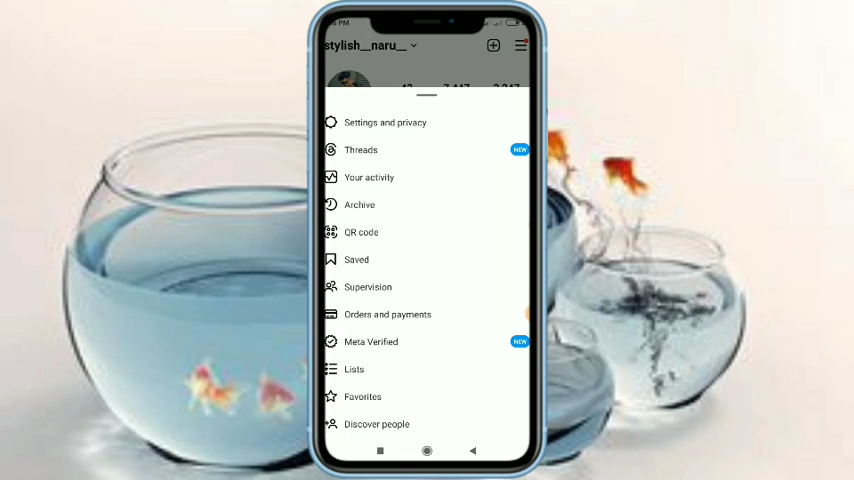 stylish__naru__
Settings and privacy
Threads NEW
Your activity
Archive
QR code
Saved
Supervision
Orders and payments
Meta Verified NEW
Lists
Favorites
Discover people